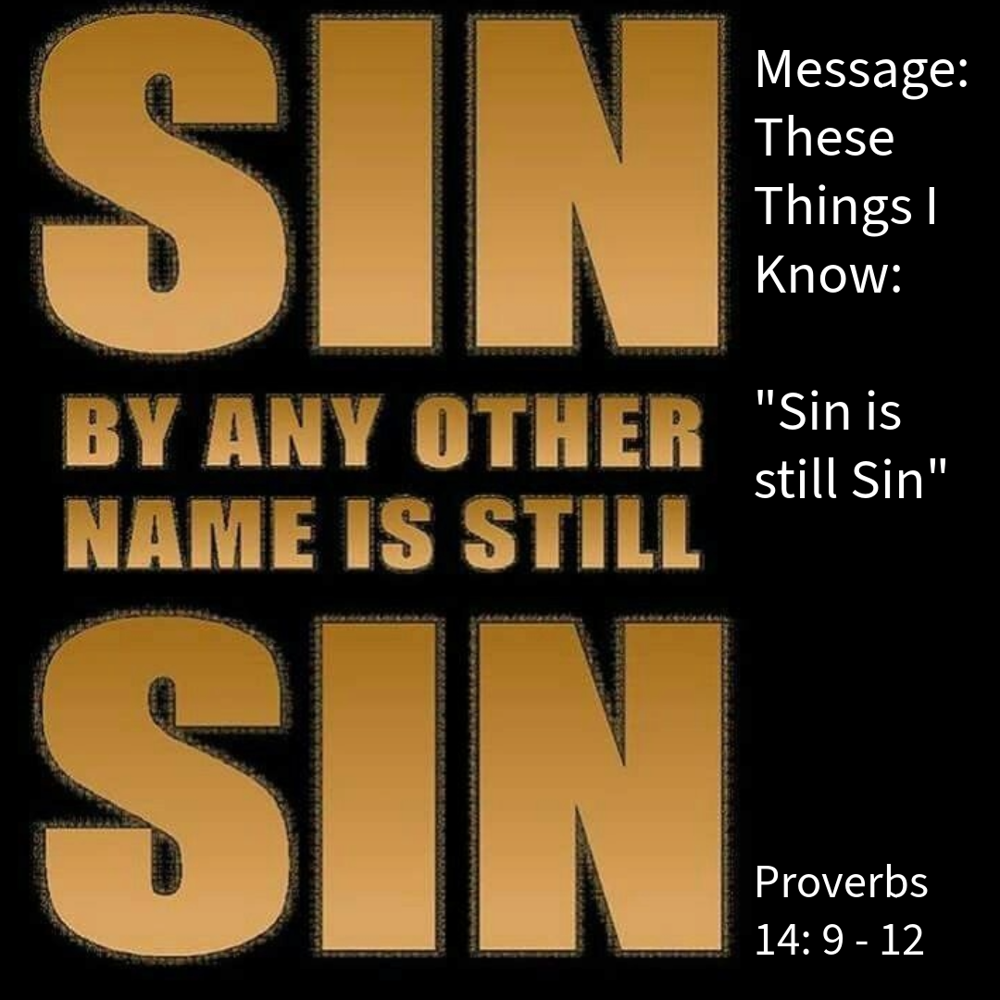 SIN
BY ANY OTHER
NAME IS STILL
SIN
Message:
These
Things I
Know:
"Sin is
still Sin"
Proverbs
14: 9 - 12